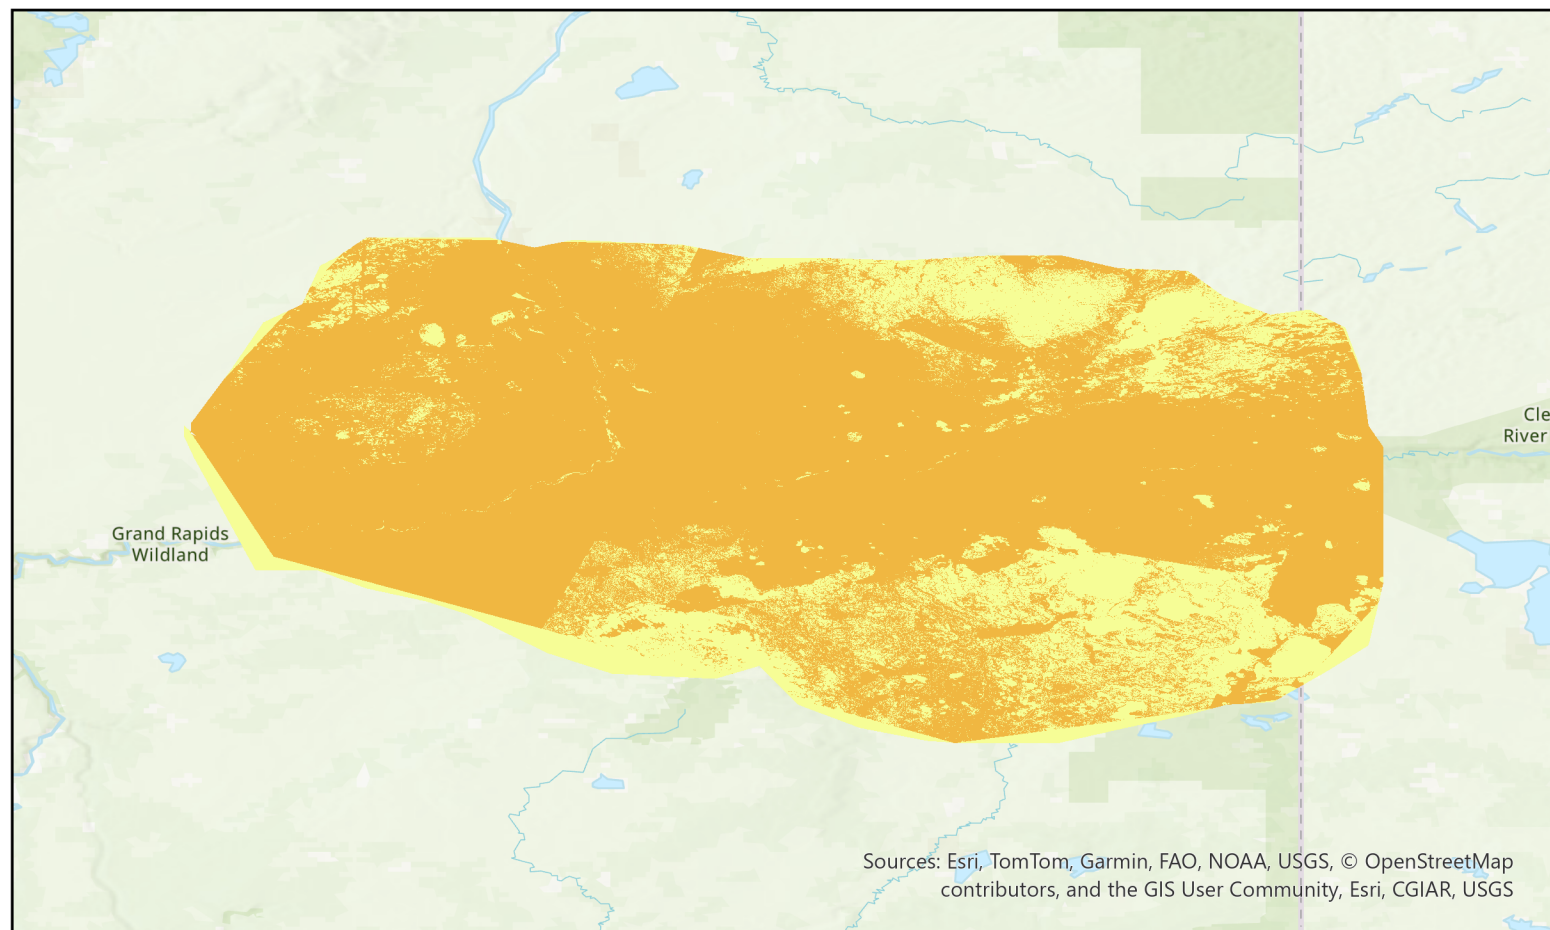 Cle
River
Grand Rapids
Wildland
Sources: Esri, TomTom, Garmin, FAO, NOAA, USGS, © OpenStreetMap
contributors, and the GIS User Community, Esri, CGIAR, USGS